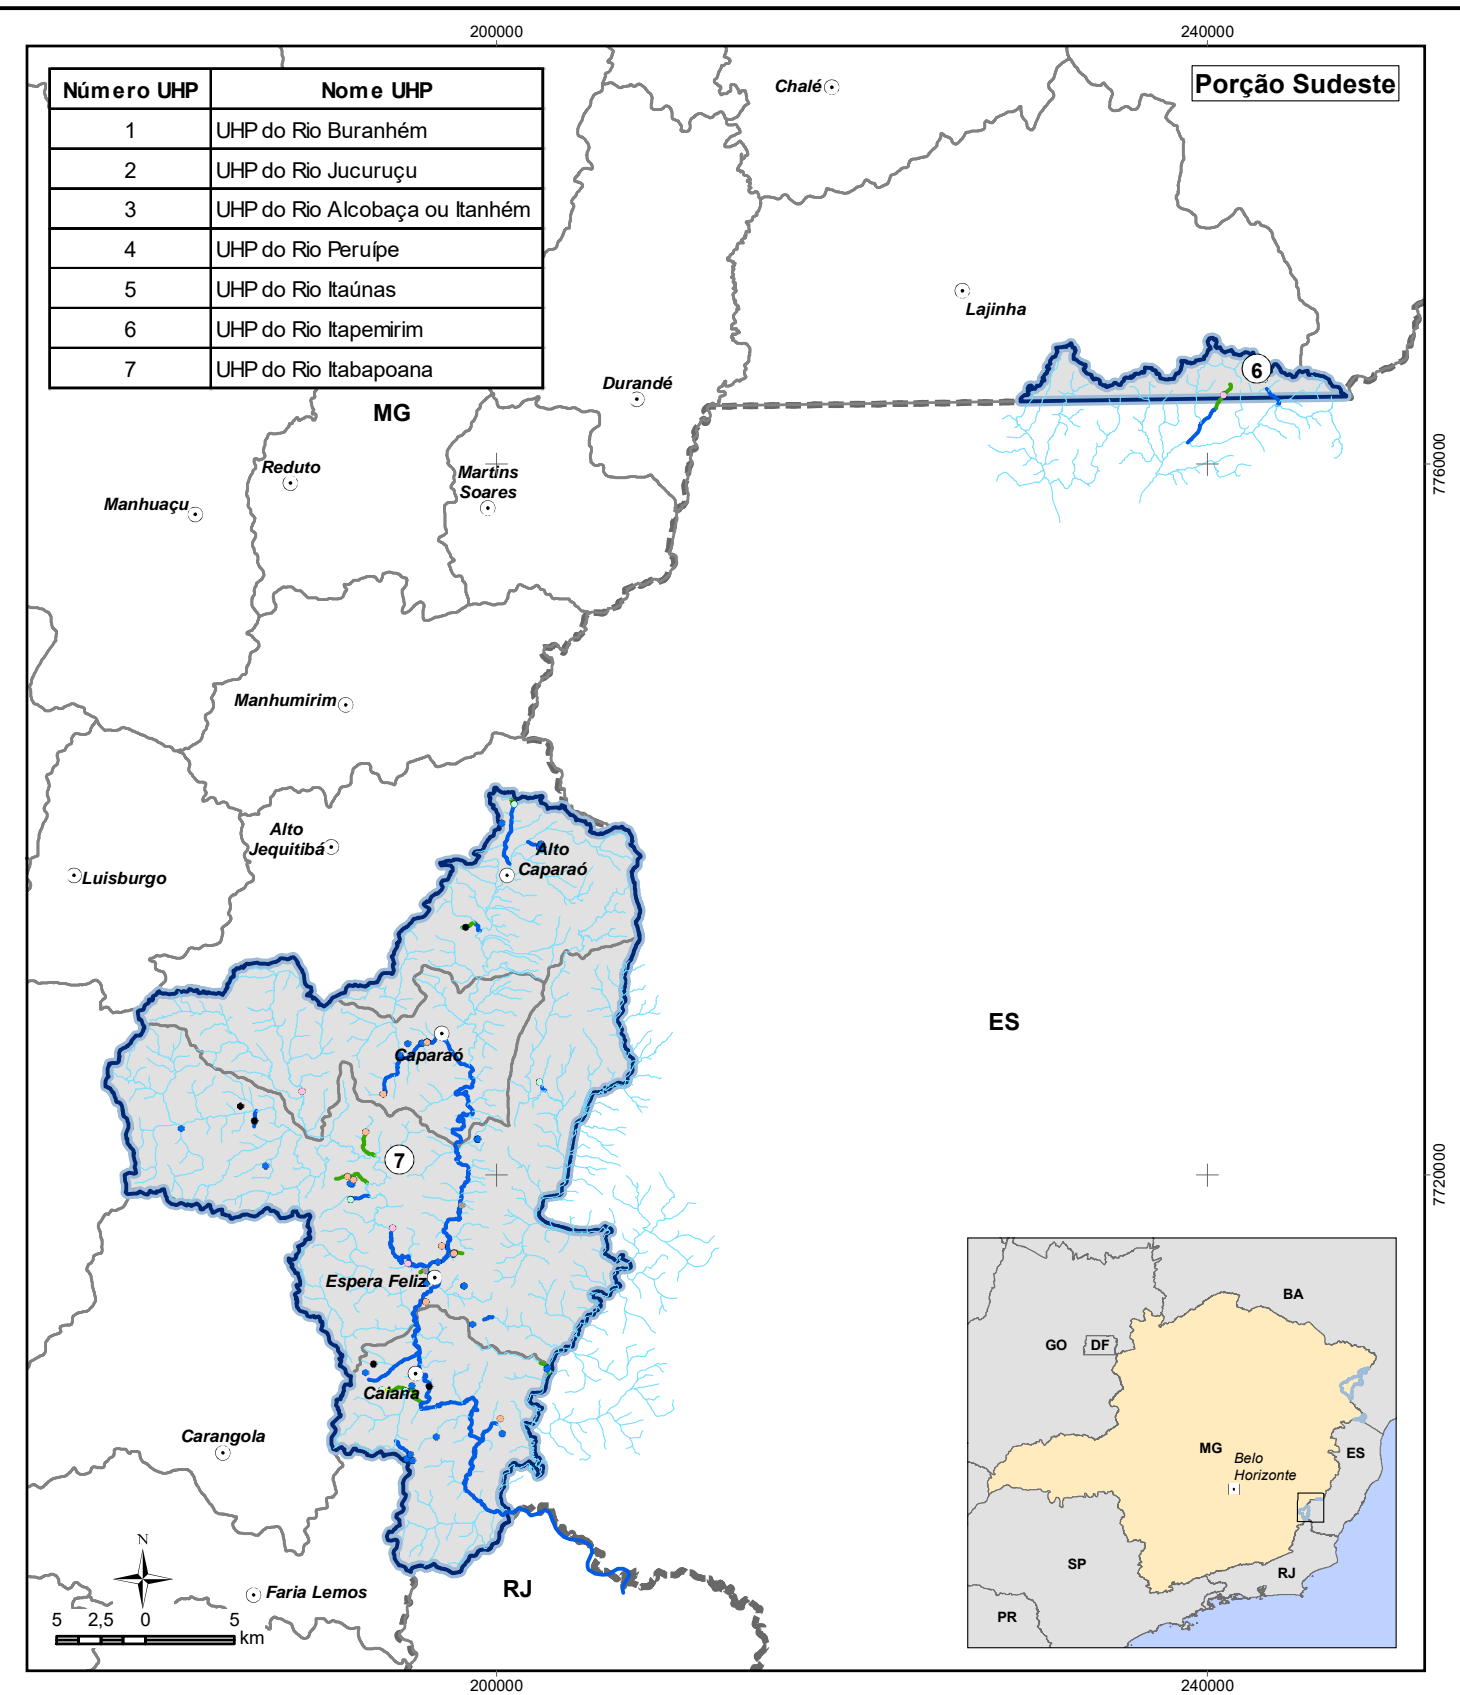 200000
240000
Número UHP
Nome UHP
1
UHP do Rio Buranhém
2
UHP do Rio Jucuruçu
3
UHP do Rio Alcobaça ou Itanhém
4
UHP do Rio Peruípe
5
UHP do Rio Itaúnas
6
UHP do Rio Itapemirim
7
UHP do Rio Itabapoana
Porção Sudeste
Chalé
Lajinha
6
Durandé
MG
Reduto
Martins
Soares
Manhuaçu
7760000
Manhumirim
Alto
Jequitibá
Alto
Caparaó
Luisburgo
ES
Caparaó
7
7720000
Espera Feliz
Caiana
Carangola
Faria Lemos
RJ
N
5
2,5
0
5
km
BA
GO
DF
MG
Belo
Horizonte
ES
SP
RJ
PR
200000
240000